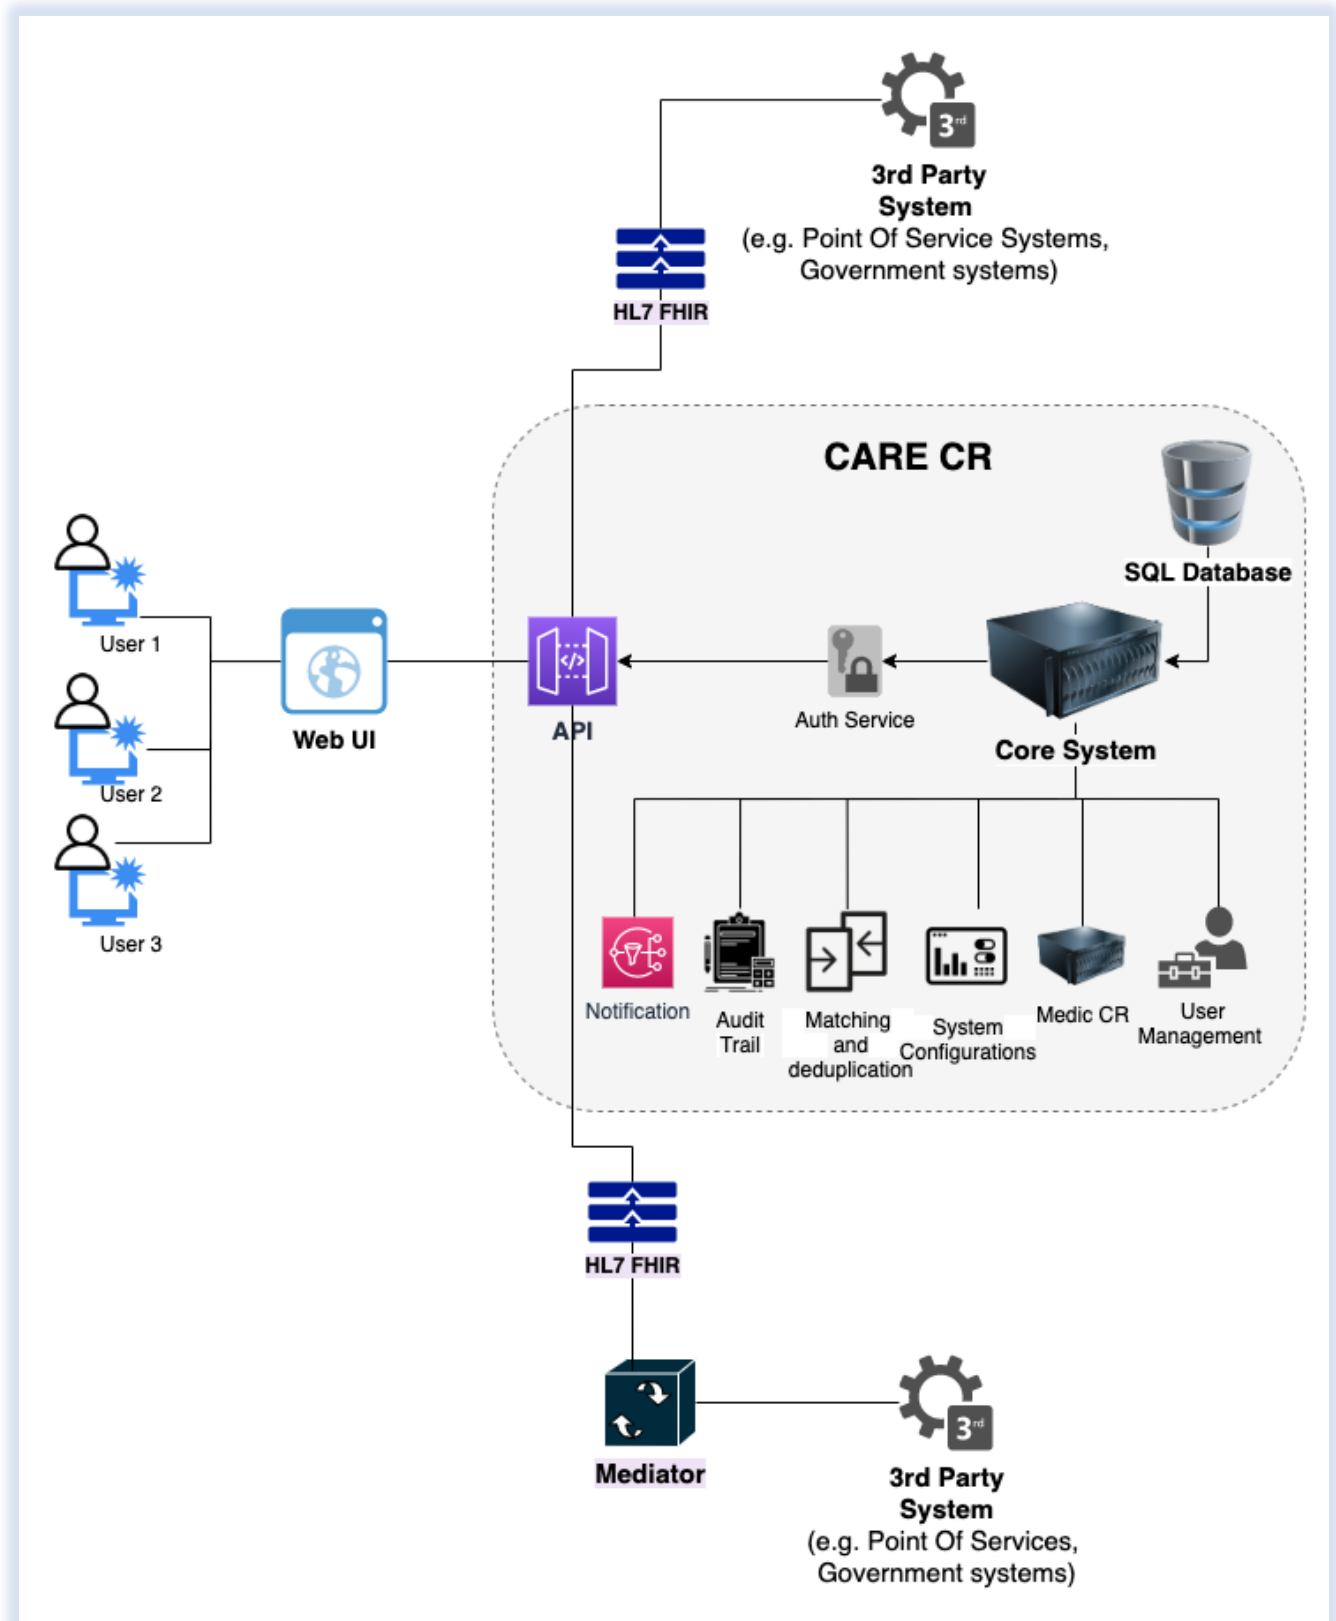 3rd
3rd Party
System
(e.g. Point Of Service Systems,
Government systems)
HL7 FHIR
CARE CR
SQL Database
User 1
User 2
User 3
Web UI
</>
API
Auth Service
Core System
Notification
Audit
Trail
Matching
and
deduplication
System
Configurations
Medic CR
User
Management
HL7 FHIR
Mediator
3rd
3rd Party
System
(e.g. Point Of Services,
Government systems)